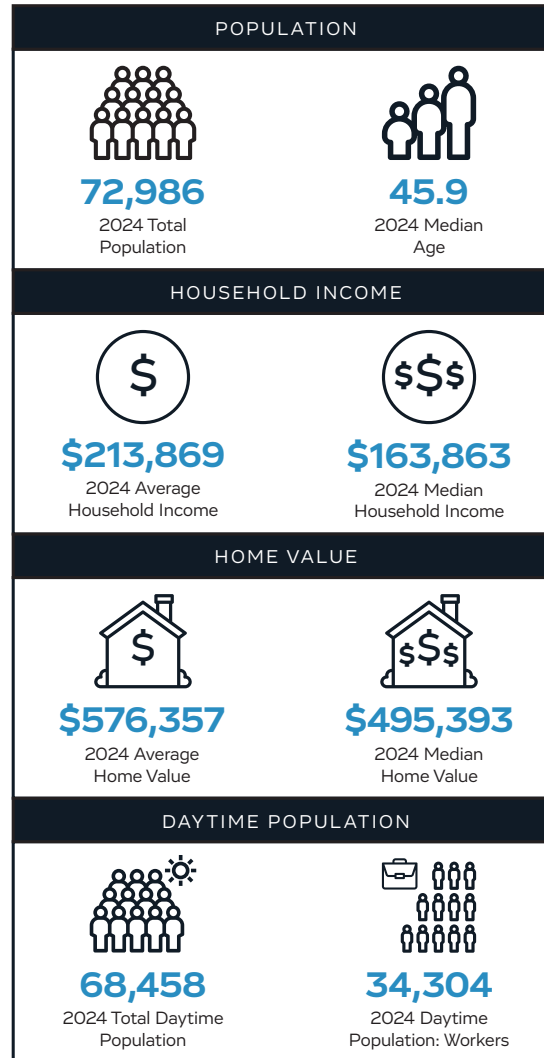 POPULATION
72,986
2024 Total
Population
45.9
2024 Median
Age
HOUSEHOLD INCOME
$
$213,869
2024 Average
Household Income
$$$
$163,863
2024 Median
Household Income
HOME VALUE
$
$576,357
2024 Average
Home Value
$$$
$495,393
2024 Median
Home Value
DAYTIME POPULATION
68,458
2024 Total Daytime
Population
34,304
2024 Daytime
Population: Workers